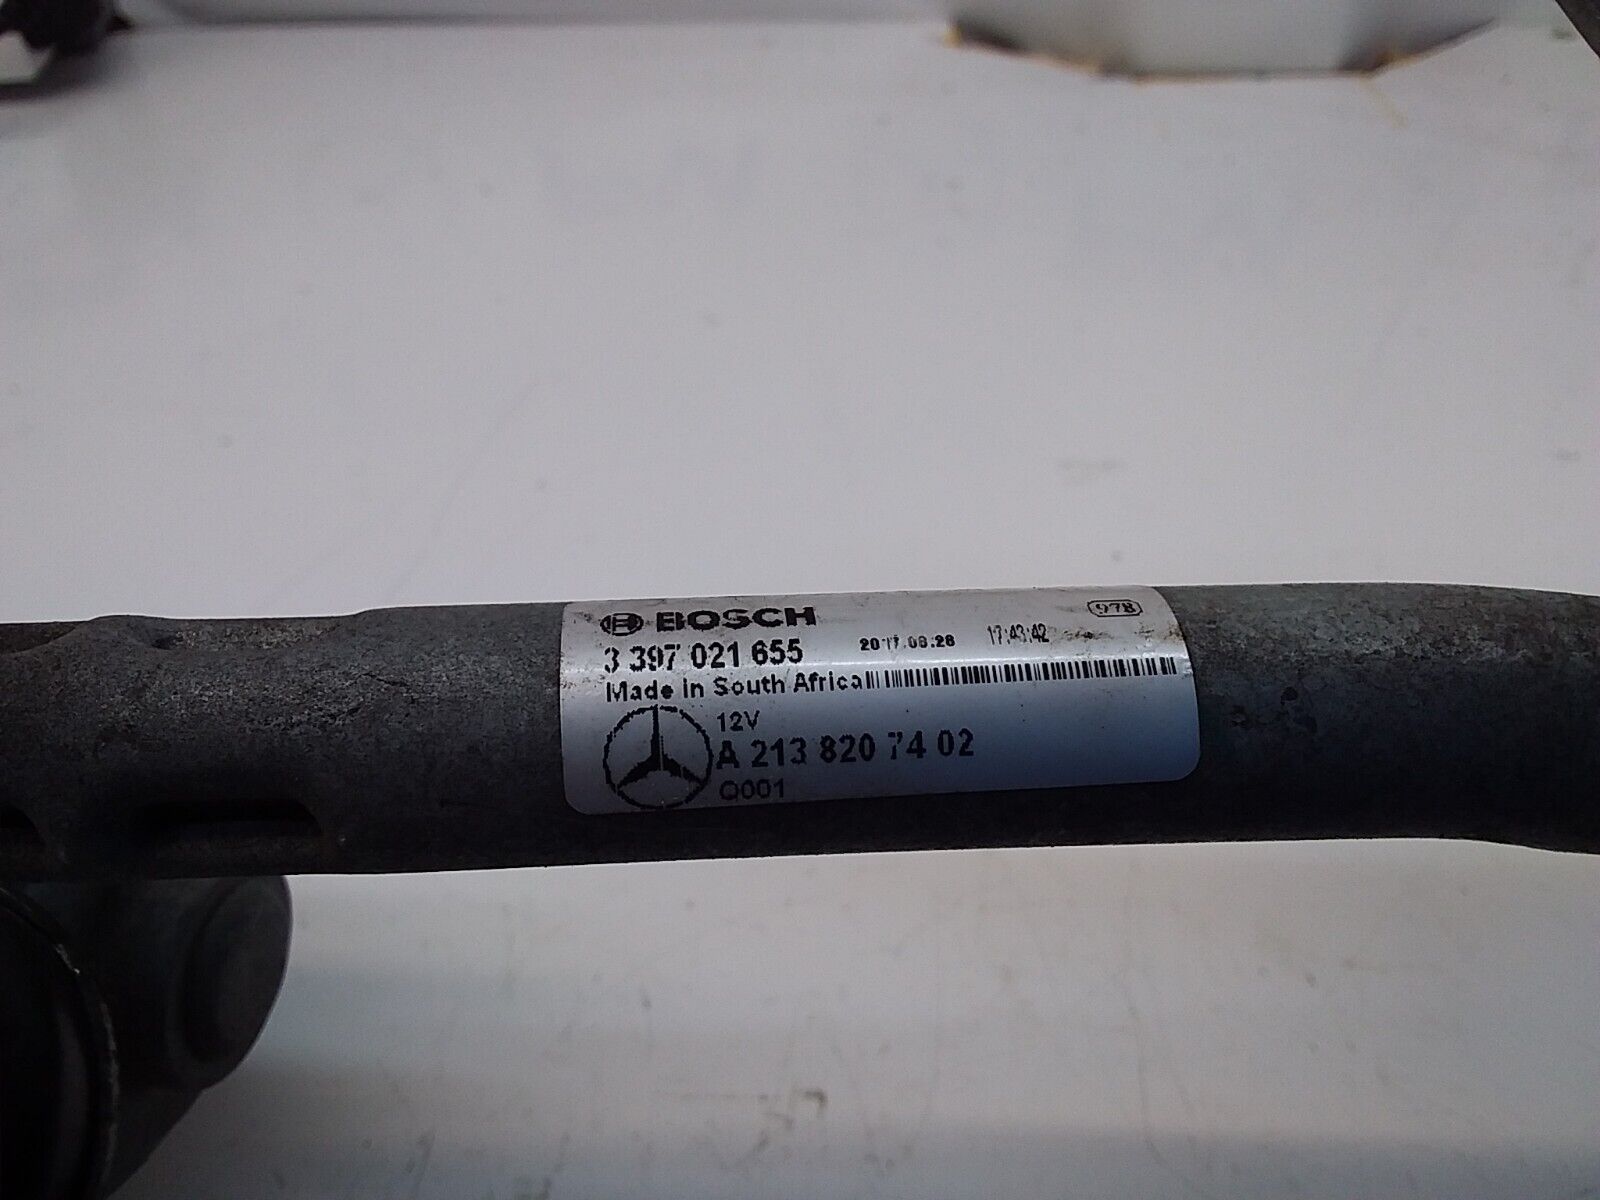 BOSCH
978
3 397 021 655 2017.08.28 17:43:42
Made in South Africa
12V
A 213 820 74 02
Q001